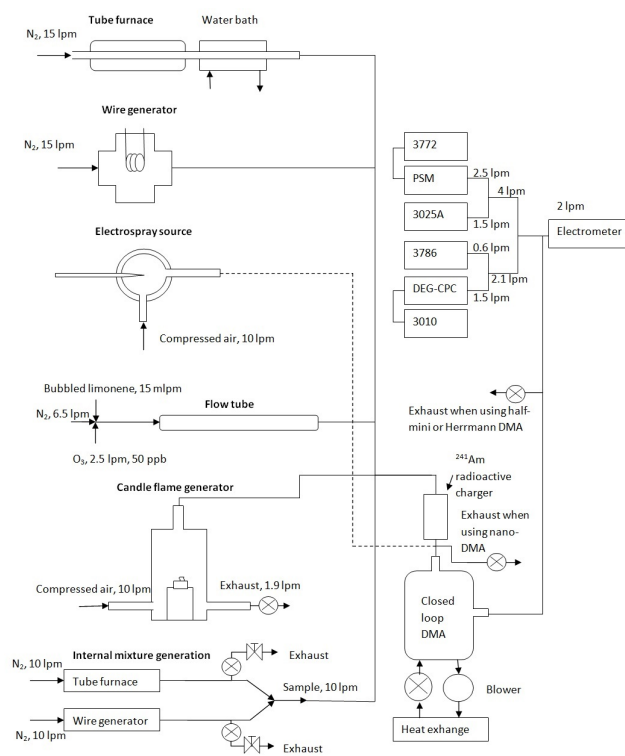 Tube furnace
N2, 15 lpm
Water bath
Wire generator
N2, 15 lpm
3772
PSM
2.5 lpm
4 lpm
3025A
1.5 lpm
2 lpm
Electrometer
3786
0.6 lpm
2.1 lpm
DEG-CPC
1.5 lpm
3010
Electrospray source
Compressed air, 10 lpm
Bubbled limonene, 15 mlpm
N2, 6.5 lpm
Flow tube
O3, 2.5 lpm, 50 ppb
Exhaust when using half-
mini or Herrmann DMA
241Am
radioactive
charger
Exhaust when
using nano-
DMA
Candle flame generator
Compressed air, 10 lpm
Exhaust, 1.9 lpm
Closed
loop
DMA
Blower
Heat exhange
Internal mixture generation
N2, 10 lpm
Tube furnace
Exhaust
Sample, 10 lpm
Wire generator
N2, 10 lpm
Exhaust